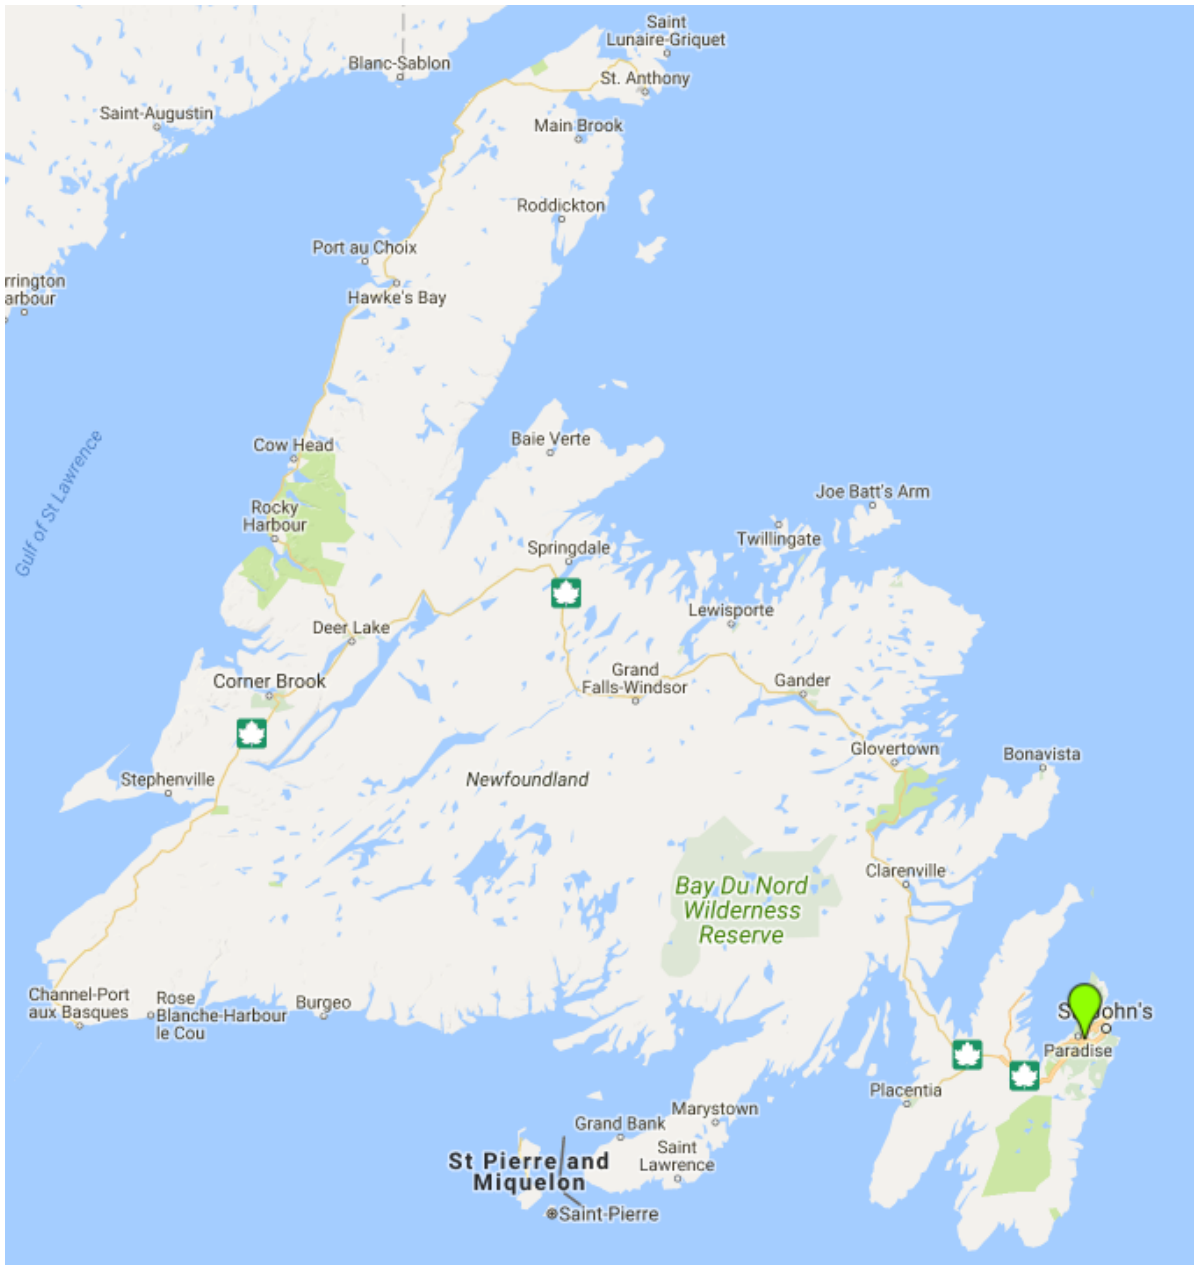 Saint
Lunaire-Griquet
Blanc-Sablon
St. Anthony
Saint-Augustin
Main Brook
Roddickton
Port au Choix
rrington
arbour
Hawke's Bay
Gulf of St Lawrence
Cow Head
Baie Verte
Joe Batt's Arm
Rocky
Harbour
Twillingate
Springdale
Lewisporte
Deer Lake
Grand
Falls-Windsor
Corner Brook
Gander
Glovertown
Bonavista
Stephenville
Newfoundland
Clarenville
Bay Du Nord
Wilderness
Reserve
Channel-Port
aux Basques
Rose
Blanche-Harbour
le Cou
Burgeo
St. John's
Paradise
Placentia
Marystown
Grand Bank
Saint
Lawrence
St Pierre and
Miquelon
Saint-Pierre